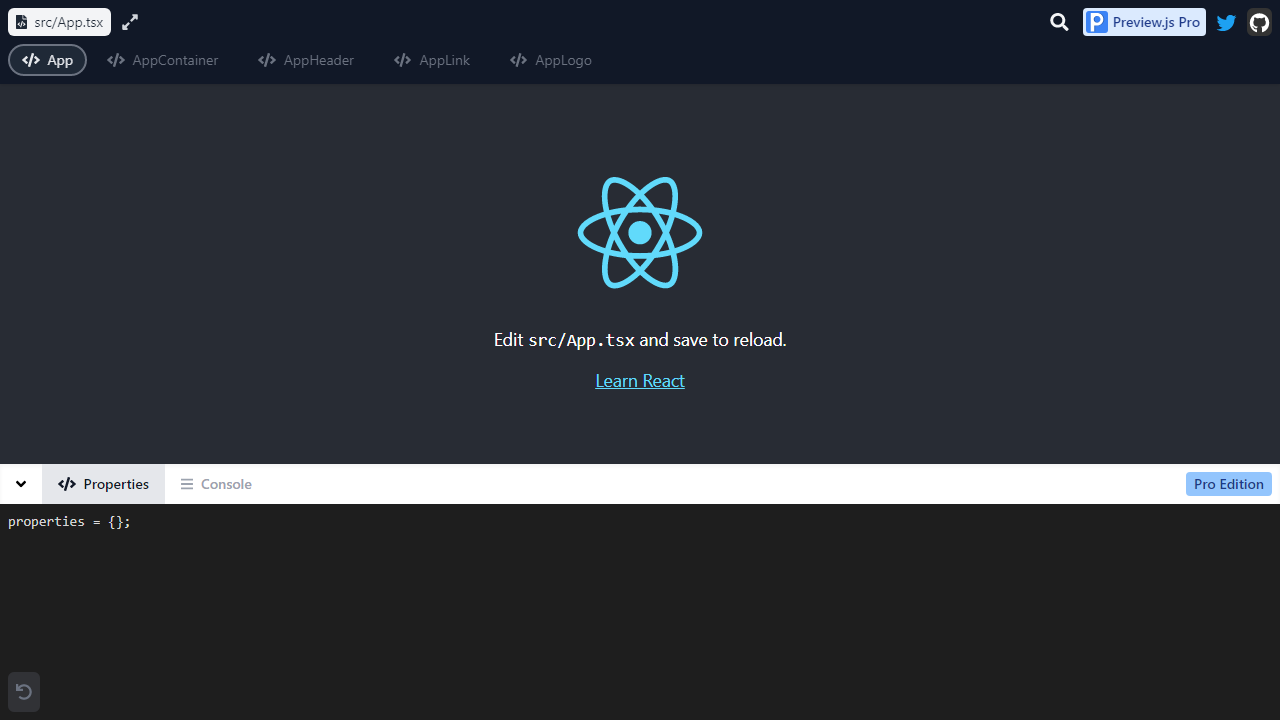 src/App.tsx
Preview.js Pro
App AppContainer AppHeader AppLink AppLogo
Edit src/App.tsx and save to reload.
Learn React
Properties Console Pro Edition
properties = {};